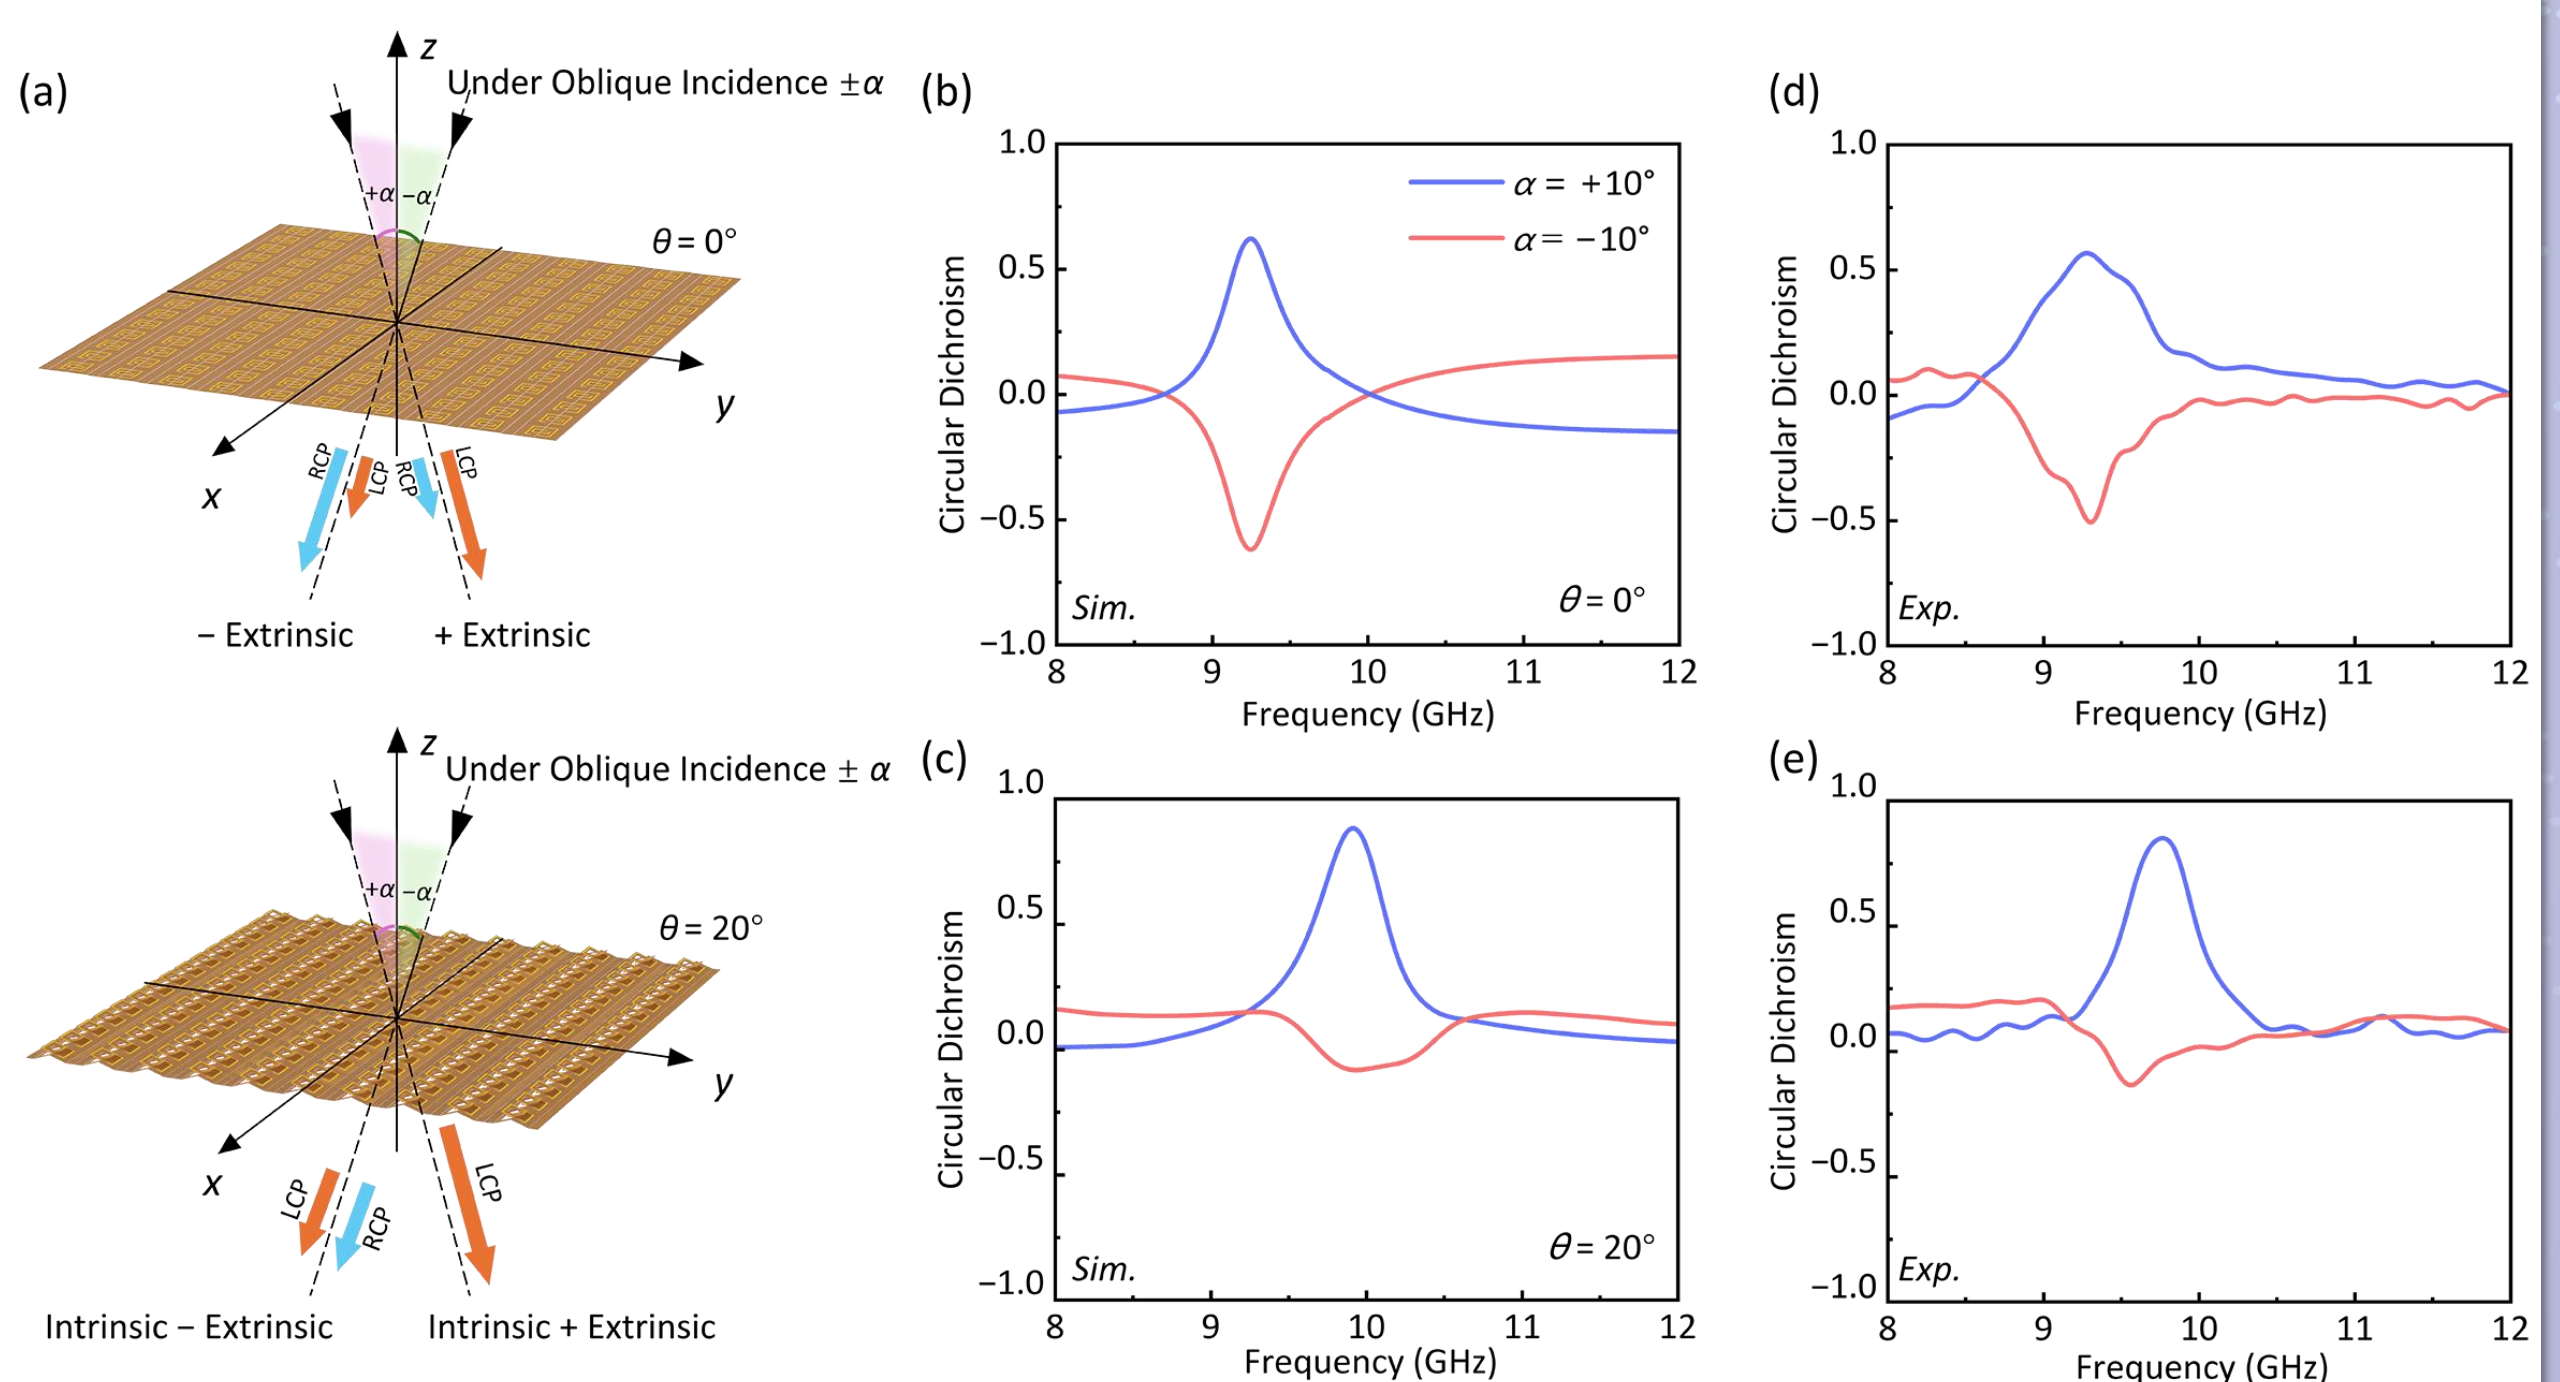 (a)
z
Under Oblique Incidence ±α
+α −α
θ = 0°
y
x
RCP
LCP
RCP
LCP
− Extrinsic + Extrinsic
z
Under Oblique Incidence ± α
+α −α
θ = 20°
y
x
LCP
RCP
LCP
Intrinsic − Extrinsic Intrinsic + Extrinsic
(b)
Circular Dichroism
1.0
0.5
0.0
−0.5
−1.0
α = +10°
α = −10°
Sim.
θ = 0°
8 9 10 11 12
Frequency (GHz)
(c)
Circular Dichroism
1.0
0.5
0.0
−0.5
−1.0
Sim.
θ = 20°
8 9 10 11 12
Frequency (GHz)
(d)
Circular Dichroism
1.0
0.5
0.0
−0.5
−1.0
Exp.
8 9 10 11 12
Frequency (GHz)
(e)
Circular Dichroism
1.0
0.5
0.0
−0.5
−1.0
Exp.
8 9 10 11 12
Frequency (GHz)